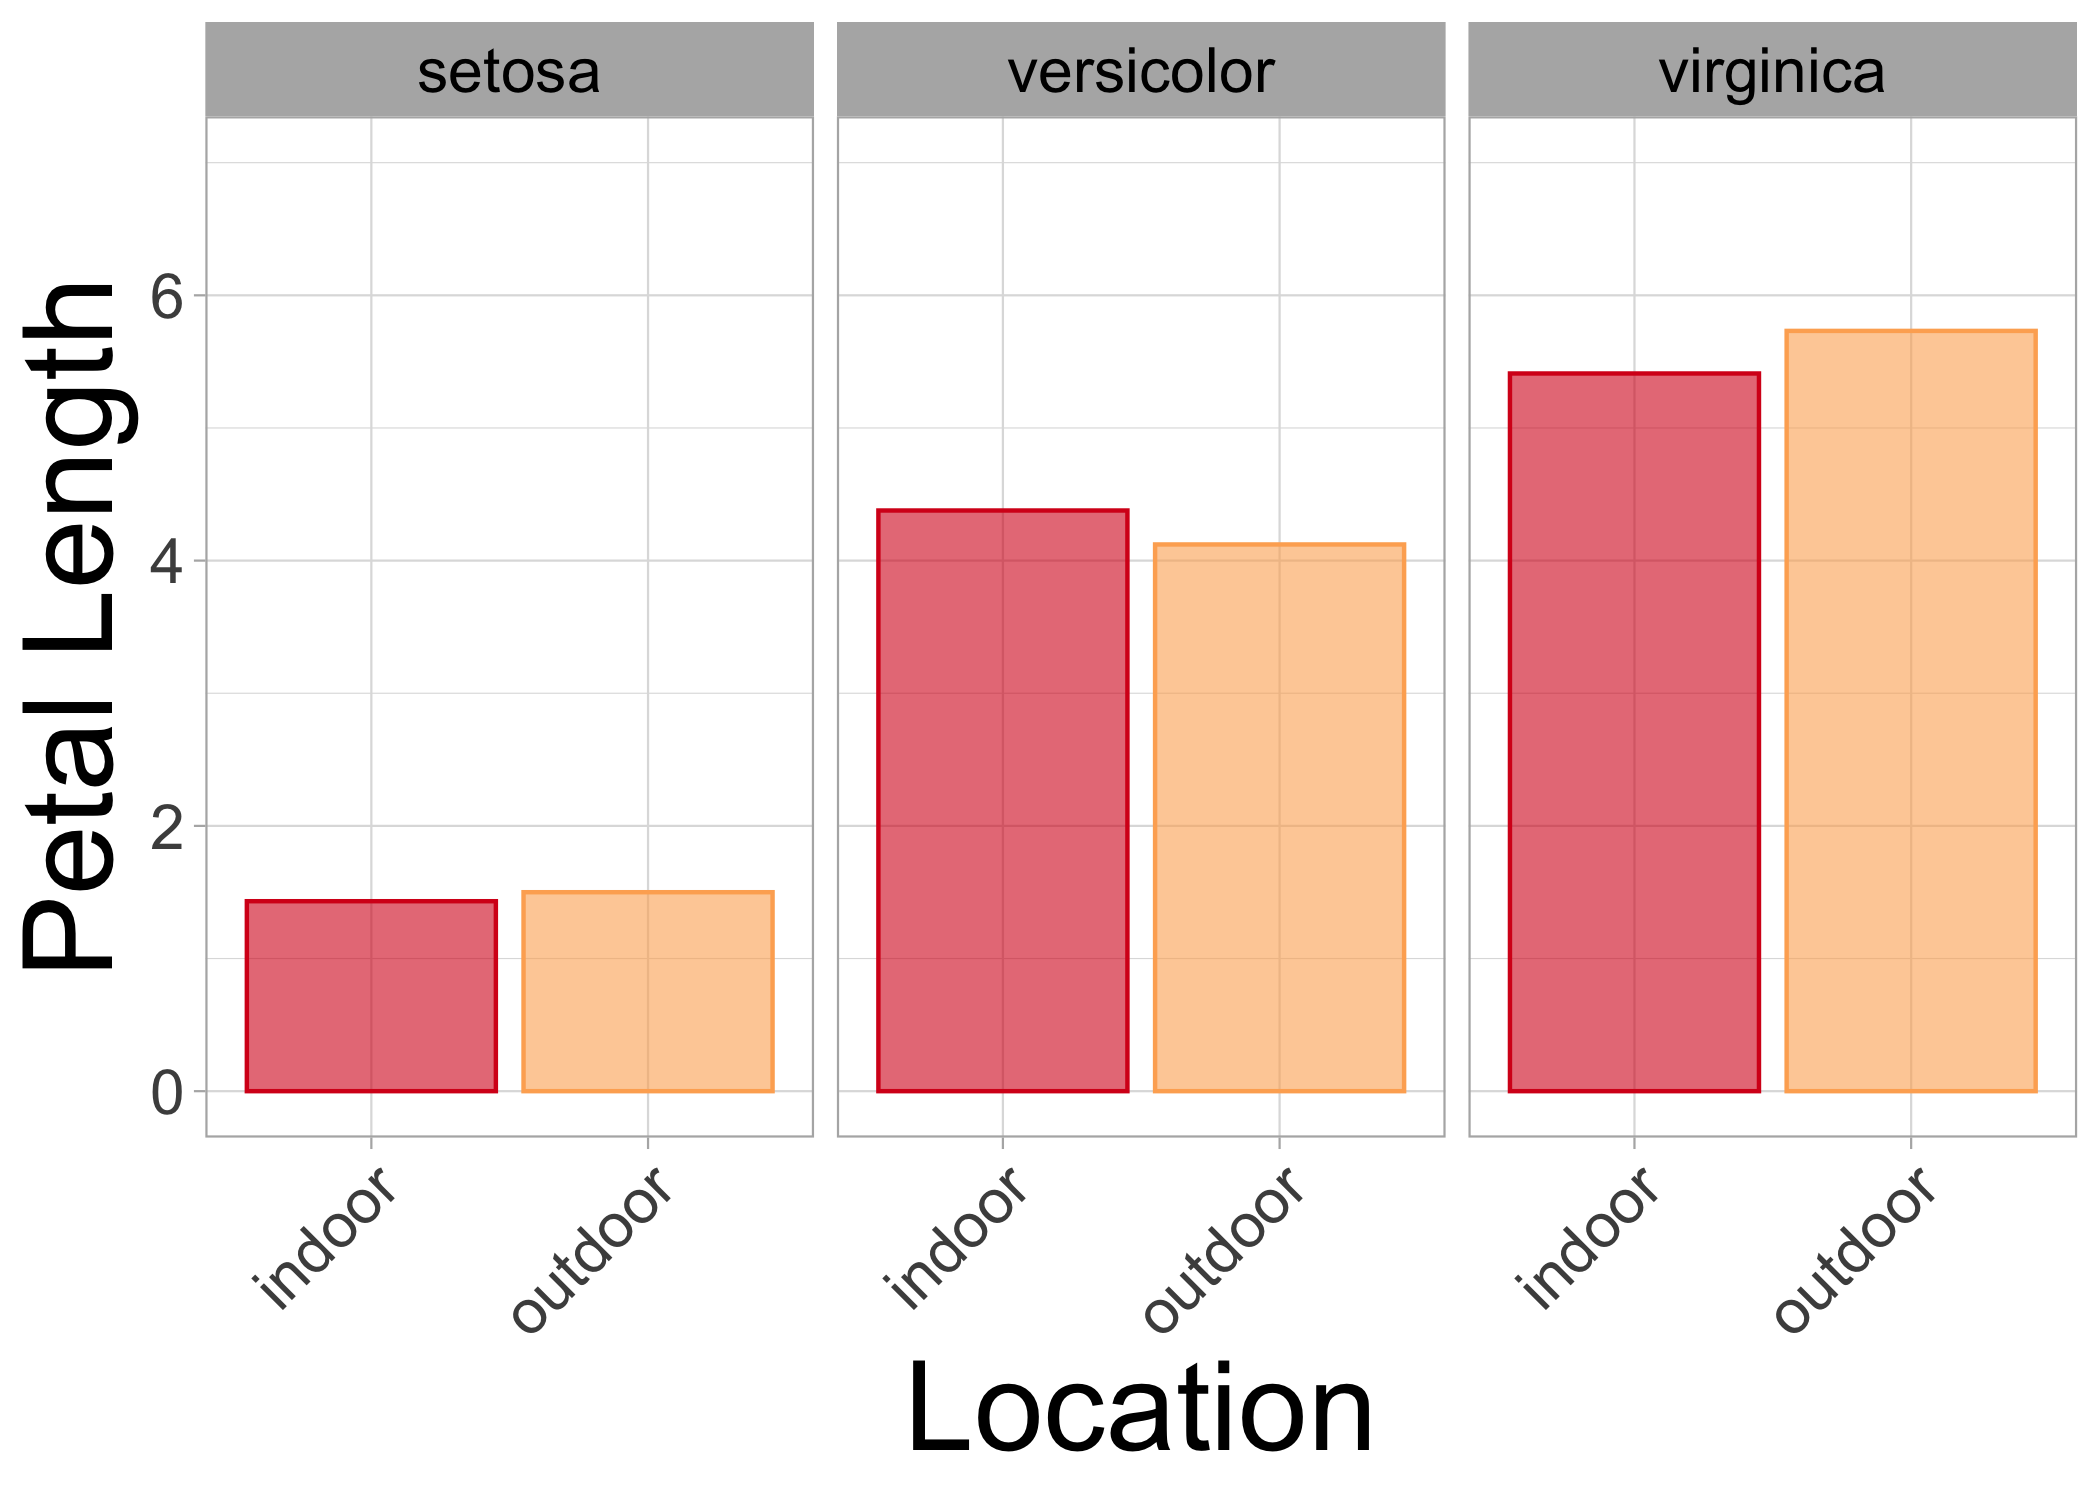 setosa
versicolor
virginica
Petal Length
6
4
2
0
indoor
outdoor
indoor
outdoor
indoor
outdoor
Location